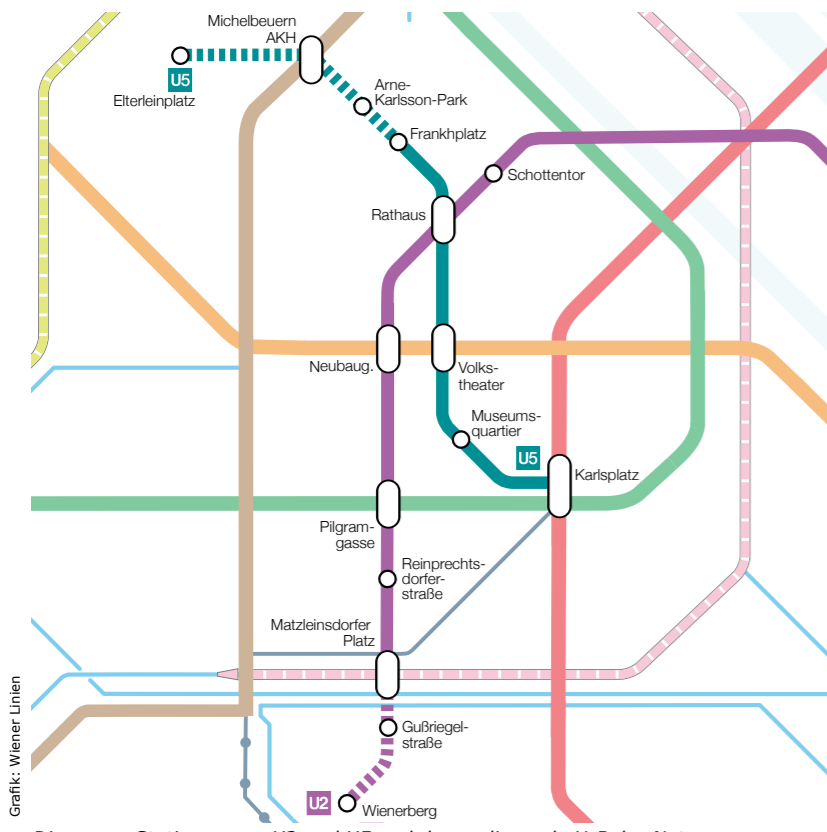 Michelbeuern
AKH
U5
Elterleinplatz
Arne-
Karlsson-Park
Frankhplatz
Schottentor
Rathaus
Neubaug.
Volks-
theater
Museums-
quartier
U5
Karlsplatz
Pilgram-
gasse
Reinprechts-
dorfer-
straße
Matzleinsdorfer
Platz
Gußriegel-
straße
U2
Wienerberg
Grafik: Wiener Linien